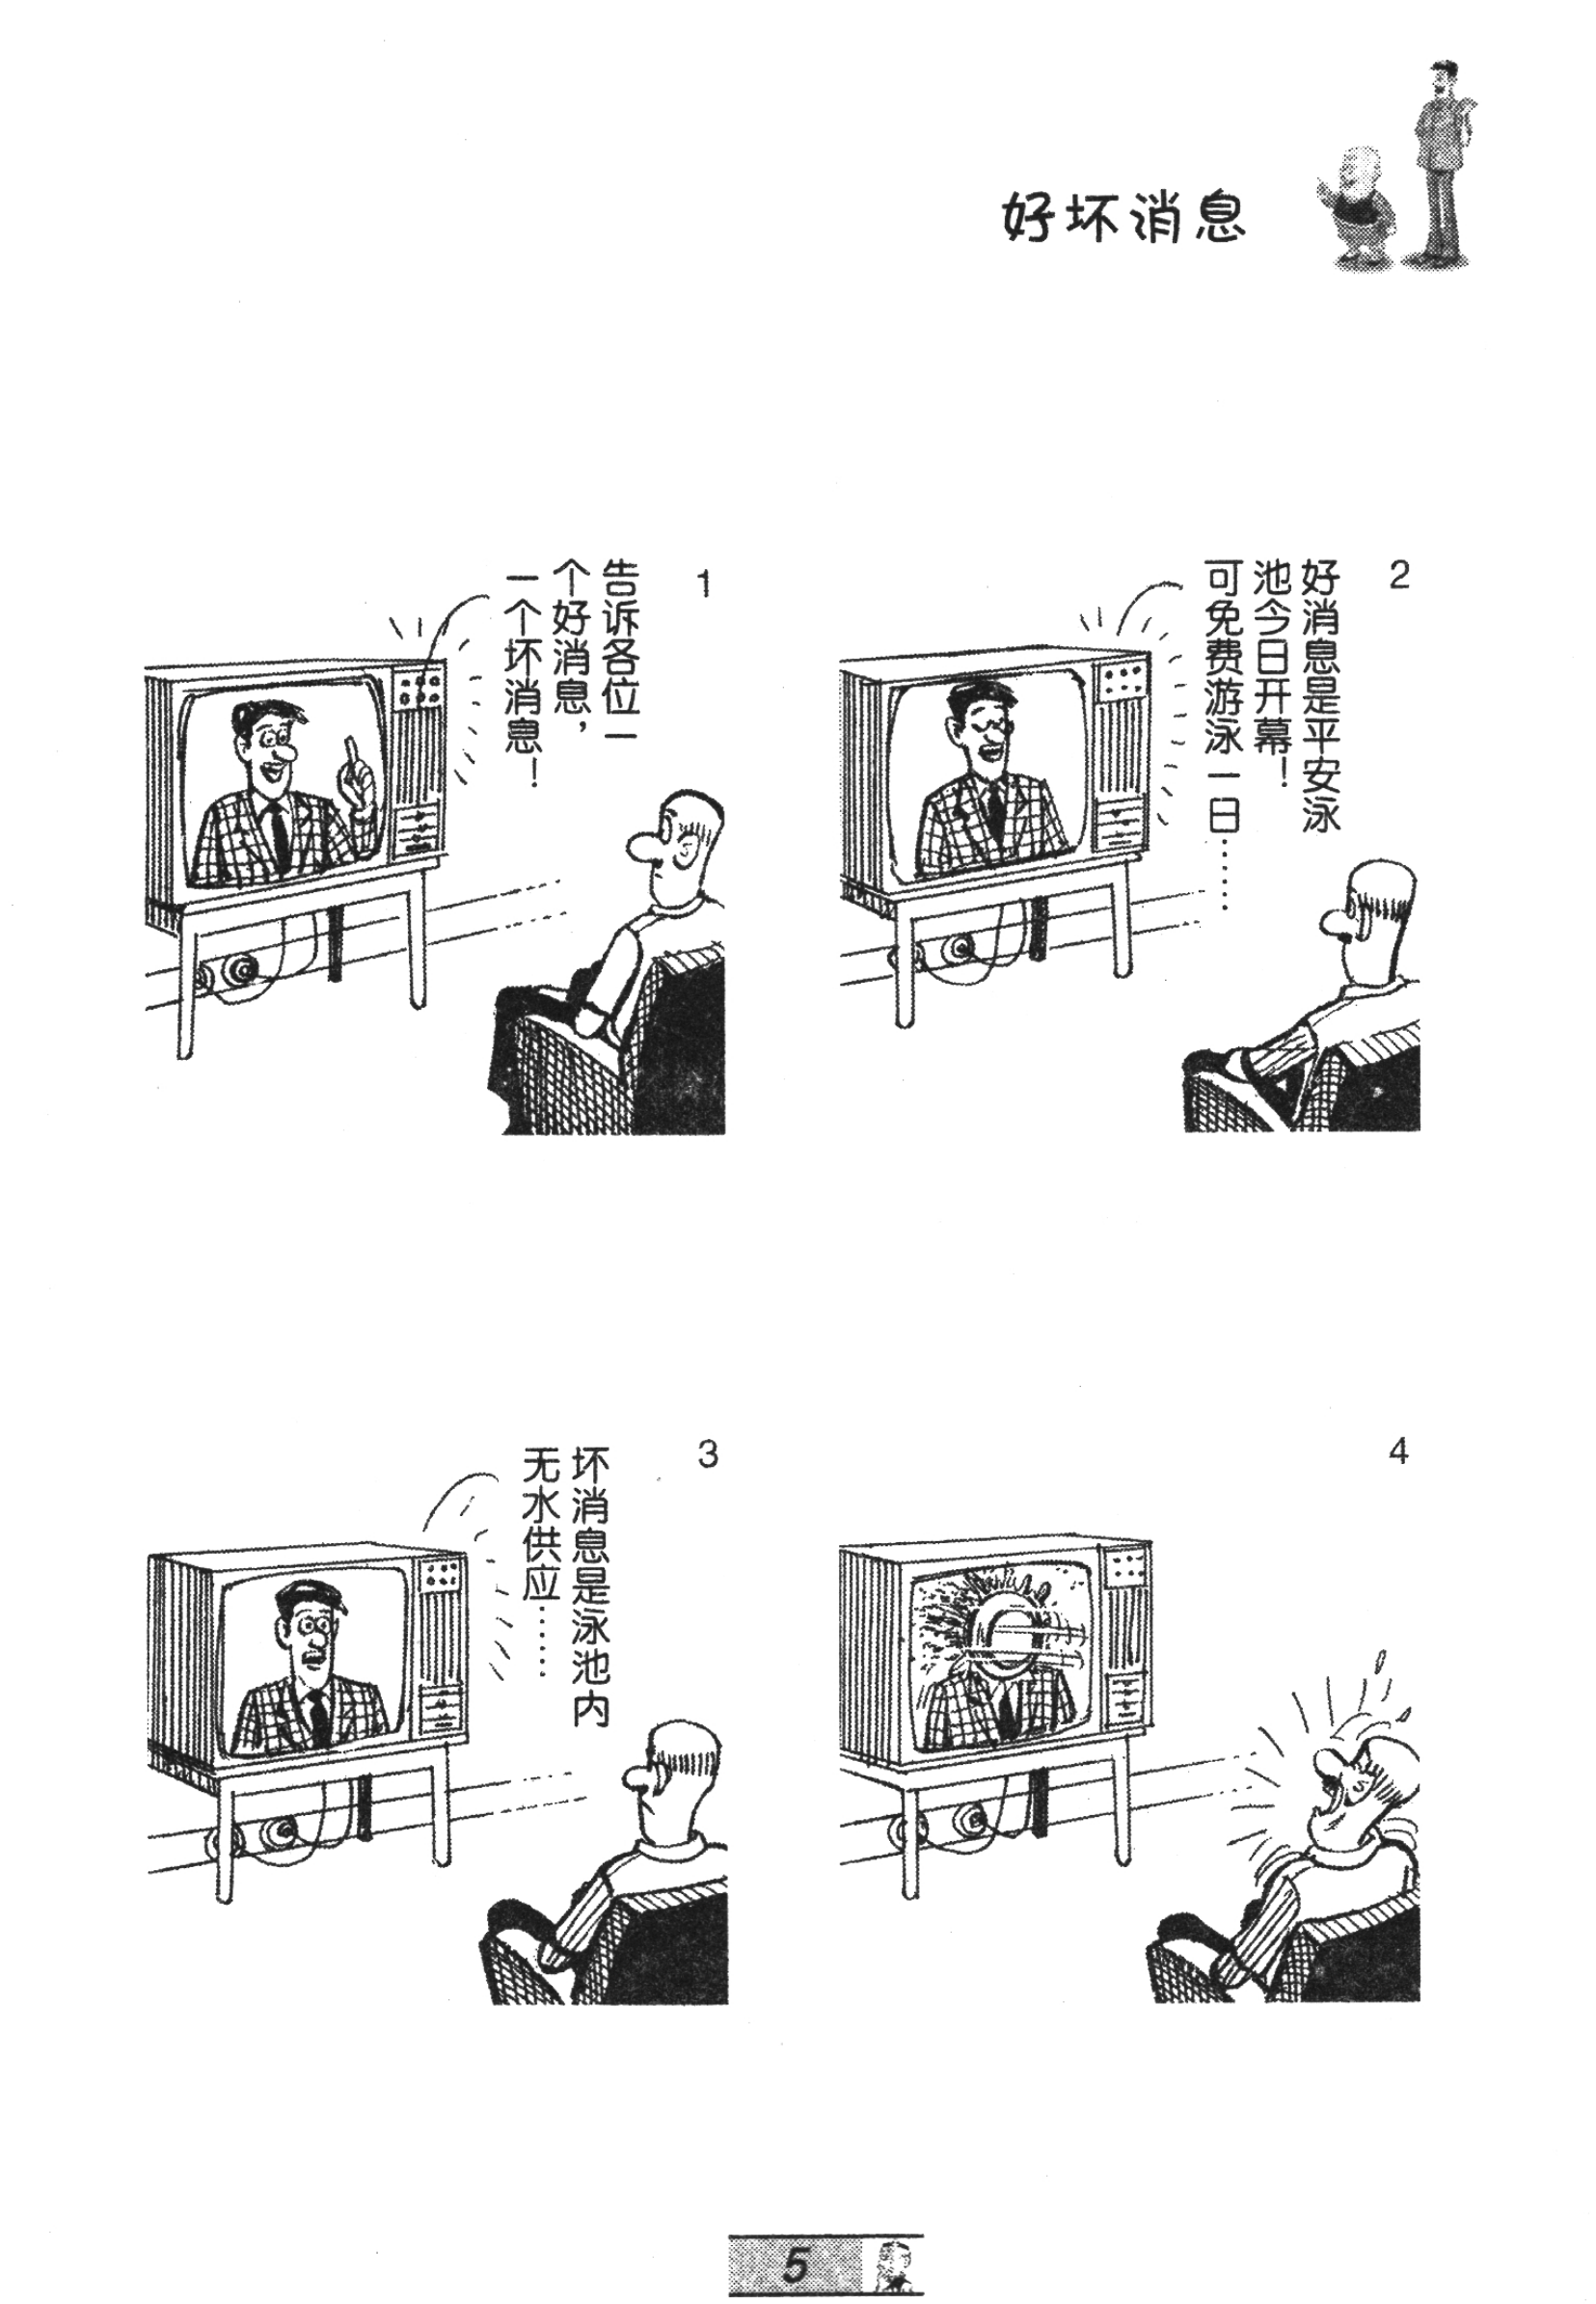 好坏消息
1
告诉各位一
个好消息，
一个坏消息！
2
好消息是平安泳
池今日开幕！
可免费游泳一日……
3
坏消息是泳池内
无水供应……
4
5